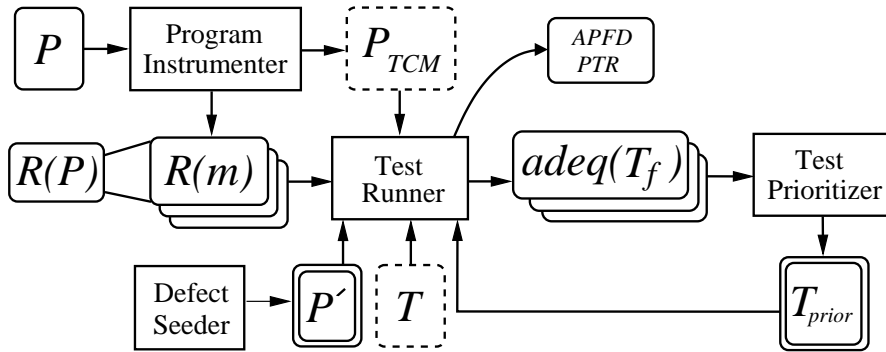 P
Program
Instrumenter
P_TCM
APFD
PTR
R(P)
R(m)
Test
Runner
adeq(T_f)
Test
Prioritizer
Defect
Seeder
P´
T
T_prior